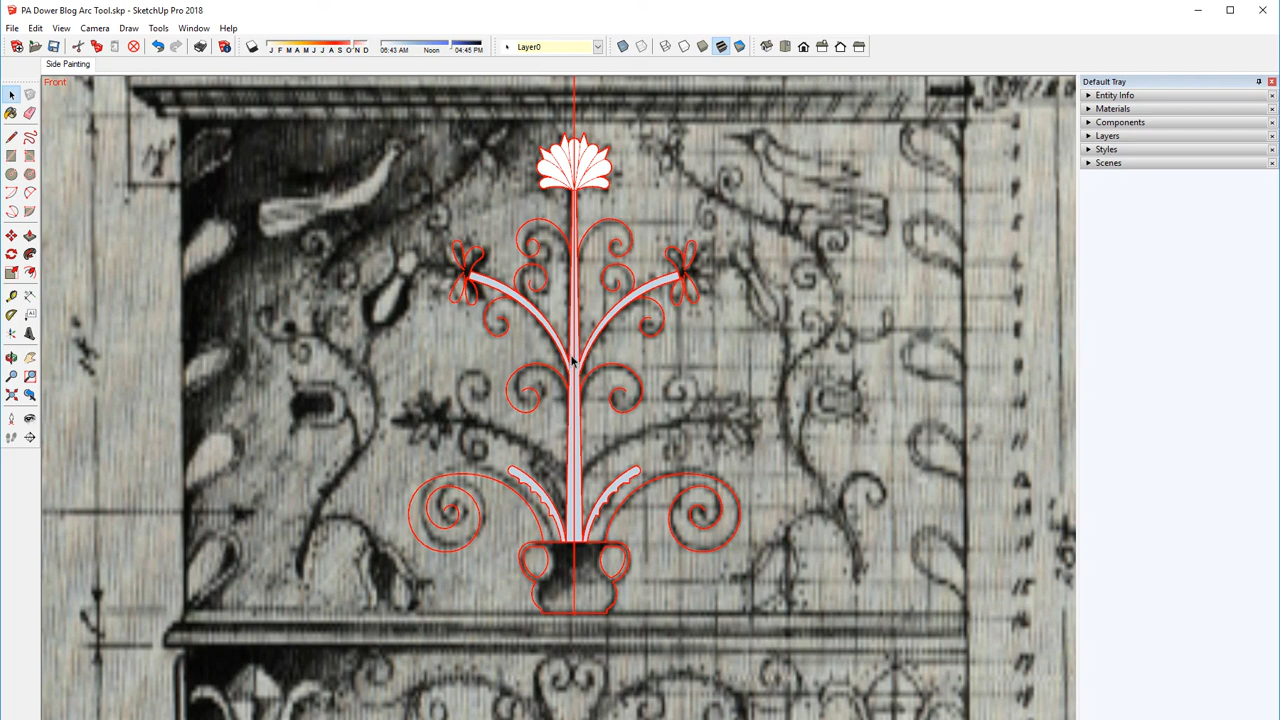 PA Dower Blog Arc Tool.skp - SketchUp Pro 2018
File Edit View Camera Draw Tools Window Help
J F M A M J J A S O N D 06:43 AM Noon 04:45 PM Layer0
Side Painting
Front
Default Tray
Entity Info
Materials
Components
Layers
Styles
Scenes